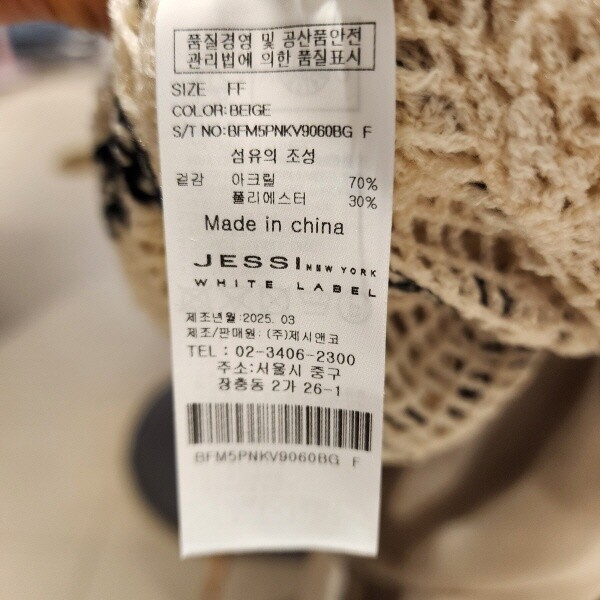 품질경영 및 공산품안전
관리법에 의한 품질표시
SIZE FF
COLOR:BEIGE
S/T NO:BFM5PNKV9060BG F
섬유의 조성
겉감 아크릴 70%
폴리에스터 30%
Made in china
JESSI NEW YORK
WHITE LABEL
제조년월:2025. 03
제조/판매원: (주)제시앤코
TEL : 02-3406-2300
주소:서울시 중구
장충동 2가 26-1
BFM5PNKV9060BG F